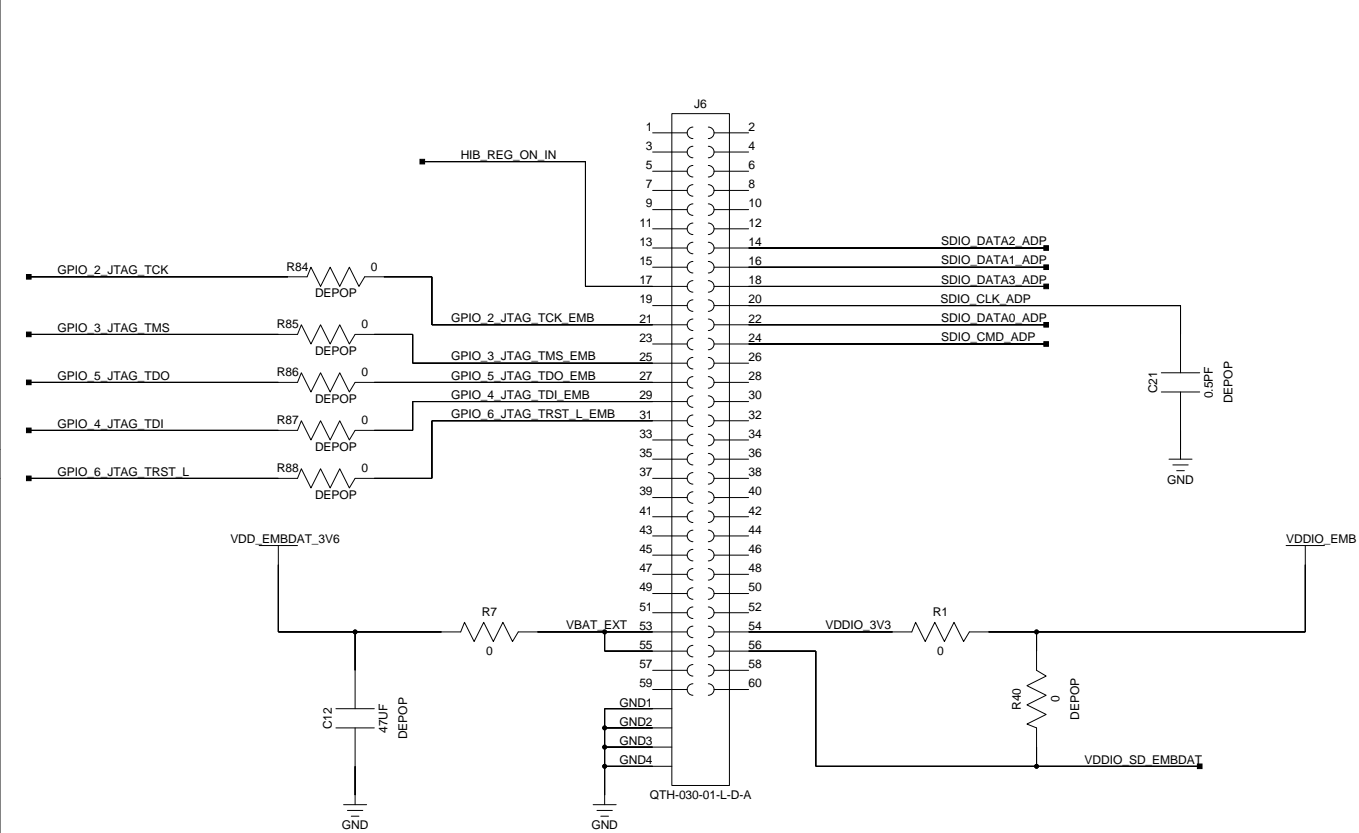 J6
1 2
3 4
HIB_REG_ON_IN
5 6
7 8
9 10
11 12
13 14 SDIO_DATA2_ADP
15 16 SDIO_DATA1_ADP
GPIO_2_JTAG_TCK R84 0
DEPOP
17 18 SDIO_DATA3_ADP
19 20 SDIO_CLK_ADP
GPIO_2_JTAG_TCK_EMB 21 22 SDIO_DATA0_ADP
GPIO_3_JTAG_TMS R85 0
DEPOP
23 24 SDIO_CMD_ADP
GPIO_3_JTAG_TMS_EMB 25 26
GPIO_5_JTAG_TDO R86 0
DEPOP
GPIO_5_JTAG_TDO_EMB 27 28
GPIO_4_JTAG_TDI_EMB 29 30
C21
0.5PF
DEPOP
GPIO_4_JTAG_TDI R87 0
DEPOP
GPIO_6_JTAG_TRST_L_EMB 31 32
33 34
35 36
GPIO_6_JTAG_TRST_L R88 0
DEPOP
37 38
GND
39 40
41 42
43 44
VDD_EMBDAT_3V6
VDDIO_EMB
45 46
47 48
49 50
51 52
R7
0
VBAT_EXT 53 54 VDDIO_3V3
R1
0
55 56
57 58
59 60
R40
0
DEPOP
C12
47UF
DEPOP
GND1
GND2
GND3
GND4
VDDIO_SD_EMBDAT
QTH-030-01-L-D-A
GND
GND